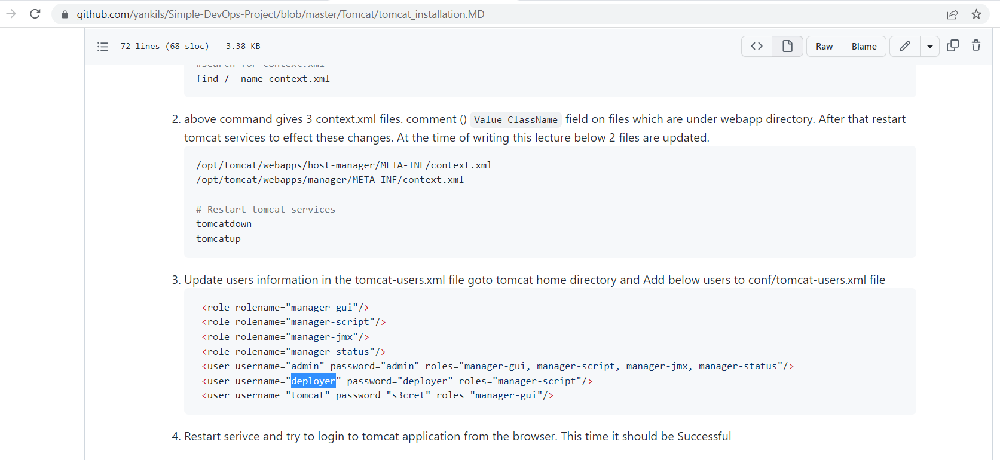 github.com/yankils/Simple-DevOps-Project/blob/master/Tomcat/tomcat_installation.MD
72 lines (68 sloc) 3.38 KB
Raw
Blame
#search for context.xml
find / -name context.xml
2. above command gives 3 context.xml files. comment () Value ClassName field on files which are under webapp directory. After that restart
tomcat services to effect these changes. At the time of writing this lecture below 2 files are updated.
/opt/tomcat/webapps/host-manager/META-INF/context.xml
/opt/tomcat/webapps/manager/META-INF/context.xml
# Restart tomcat services
tomcatdown
tomcatup
3. Update users information in the tomcat-users.xml file goto tomcat home directory and Add below users to conf/tomcat-users.xml file
<role rolename="manager-gui"/>
<role rolename="manager-script"/>
<role rolename="manager-jmx"/>
<role rolename="manager-status"/>
<user username="admin" password="admin" roles="manager-gui, manager-script, manager-jmx, manager-status"/>
<user username="deployer" password="deployer" roles="manager-script"/>
<user username="tomcat" password="s3cret" roles="manager-gui"/>
4. Restart serivce and try to login to tomcat application from the browser. This time it should be Successful